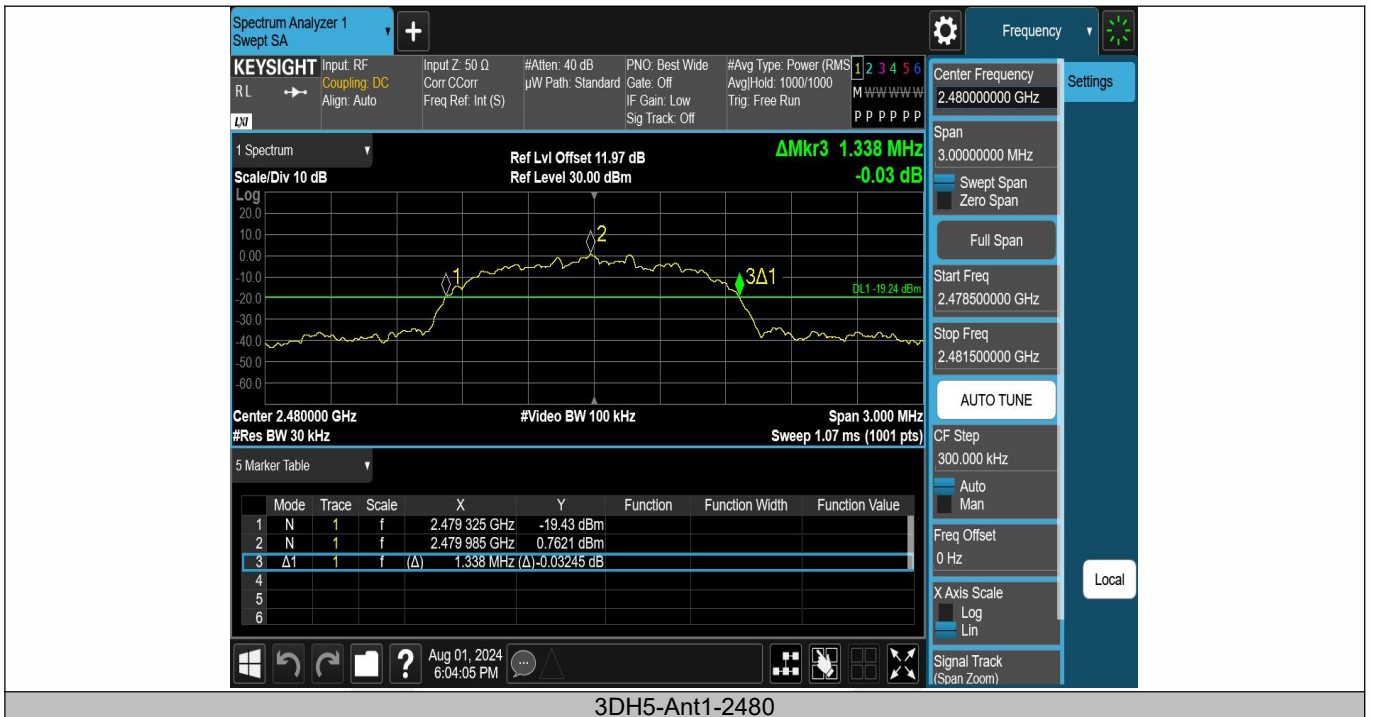 Spectrum Analyzer 1
Swept SA
+
Frequency
KEYSIGHT
RL
LXI
Input: RF
Coupling: DC
Align: Auto
Input Z: 50 Ω
Corr CCorr
Freq Ref: Int (S)
#Atten: 40 dB
µW Path: Standard
PNO: Best Wide
Gate: Off
IF Gain: Low
Sig Track: Off
#Avg Type: Power (RMS
Avg|Hold: 1000/1000
Trig: Free Run
1 2 3 4 5 6
M W W W W W
P P P P P P
1 Spectrum
Scale/Div 10 dB
Ref Lvl Offset 11.97 dB
Ref Level 30.00 dBm
ΔMkr3 1.338 MHz
-0.03 dB
Log
20.0
10.0
0.00
-10.0
-20.0
-30.0
-40.0
-50.0
-60.0
1
2
3Δ1
DL1 -19.24 dBm
Center 2.480000 GHz
#Video BW 100 kHz
Span 3.000 MHz
#Res BW 30 kHz
Sweep 1.07 ms (1001 pts)
5 Marker Table
Mode Trace Scale X Y Function Function Width Function Value
1 N 1 f 2.479 325 GHz -19.43 dBm
2 N 1 f 2.479 985 GHz 0.7621 dBm
3 Δ1 1 f (Δ) 1.338 MHz (Δ)-0.03245 dB
4
5
6
?
Aug 01, 2024
6:04:05 PM
Center Frequency
2.480000000 GHz
Span
3.00000000 MHz
Swept Span
Zero Span
Full Span
Start Freq
2.478500000 GHz
Stop Freq
2.481500000 GHz
AUTO TUNE
CF Step
300.000 kHz
Auto
Man
Freq Offset
0 Hz
X Axis Scale
Log
Lin
Signal Track
(Span Zoom)
Settings
Local
3DH5-Ant1-2480